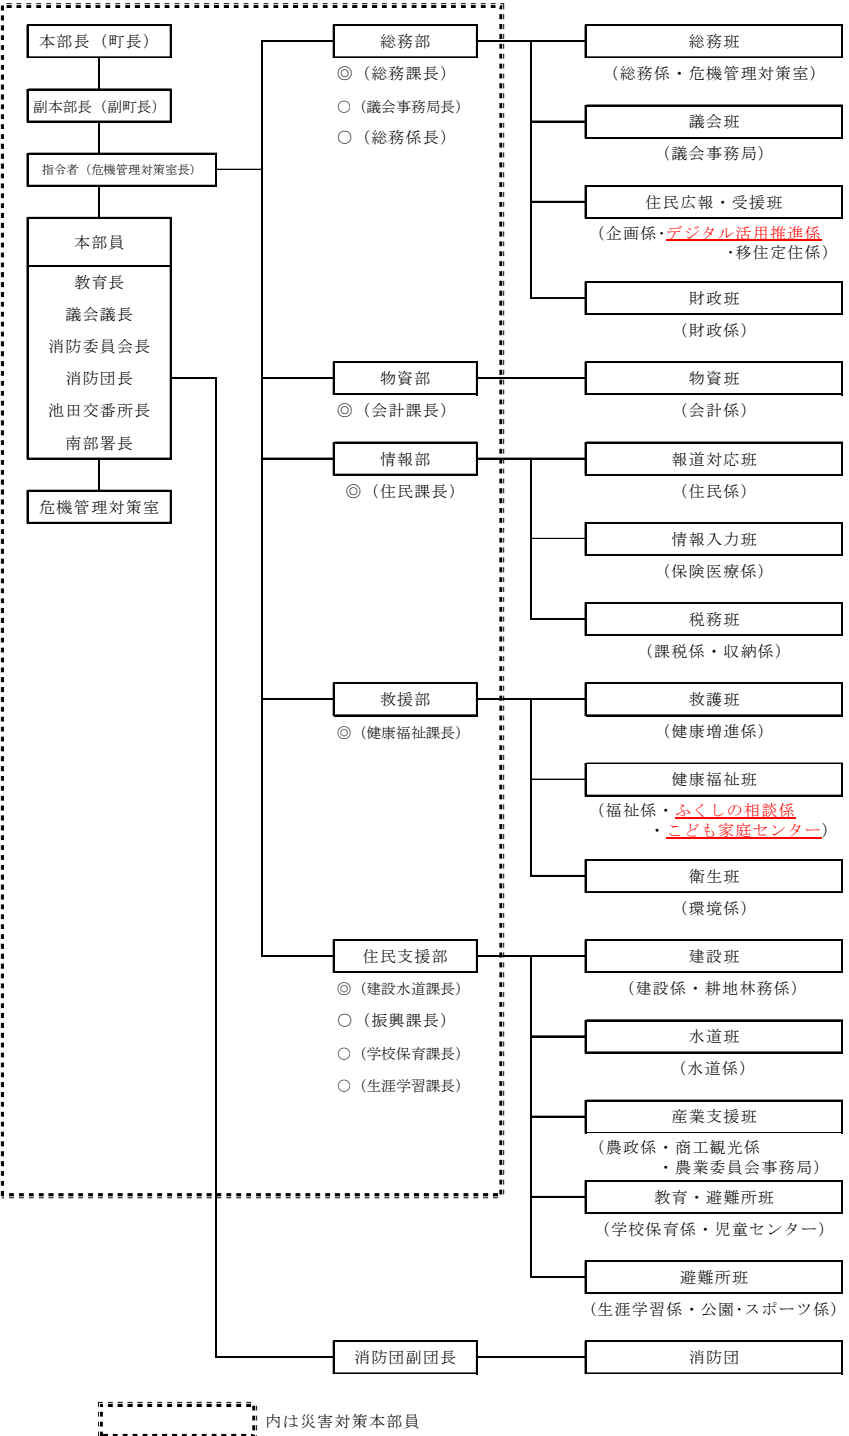 本部長（町長）
副本部長（副町長）
指令者（危機管理対策室長）
本部員
教育長
議会議長
消防委員会長
消防団長
池田交番所長
南部署長
危機管理対策室
総務部
◎（総務課長）
○（議会事務局長）
○（総務係長）
総務班
（総務係・危機管理対策室）
議会班
（議会事務局）
住民広報・受援班
（企画係・デジタル活用推進係
・移住定住係）
財政班
（財政係）
物資部
◎（会計課長）
物資班
（会計係）
情報部
◎（住民課長）
報道対応班
（住民係）
情報入力班
（保険医療係）
税務班
（課税係・収納係）
救援部
◎（健康福祉課長）
救護班
（健康増進係）
健康福祉班
（福祉係・ふくしの相談係
・こども家庭センター）
衛生班
（環境係）
住民支援部
◎（建設水道課長）
○（振興課長）
○（学校保育課長）
○（生涯学習課長）
建設班
（建設係・耕地林務係）
水道班
（水道係）
産業支援班
（農政係・商工観光係
・農業委員会事務局）
教育・避難所班
（学校保育係・児童センター）
避難所班
（生涯学習係・公園・スポーツ係）
消防団副団長
消防団
内は災害対策本部員